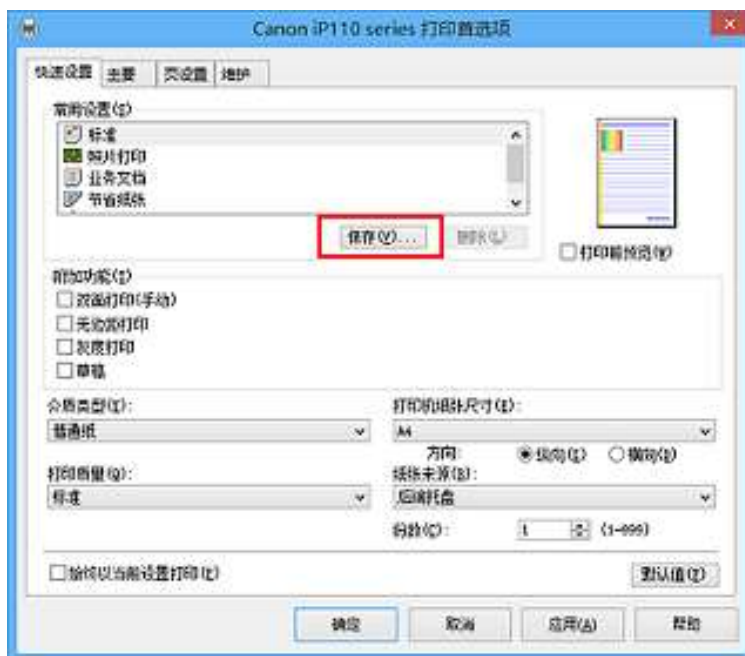 Canon iP110 series 打印首选项
快速设置 主要 页设置 维护
常用设置(S)
标准
照片打印
业务文档
节省纸张
保存(V)... 删除(L)
打印前预览(W)
附加功能(T)
双面打印(手动)
无边距打印
灰度打印
草稿
介质类型(Y): 打印机纸张尺寸(E):
普通纸 A4
方向: 纵向(I) 横向(D)
打印质量(Q): 纸张来源(B):
标准 后端托盘
份数(C): 1 (1-999)
始终以当前设置打印(P) 默认值(O)
确定 取消 应用(A) 帮助